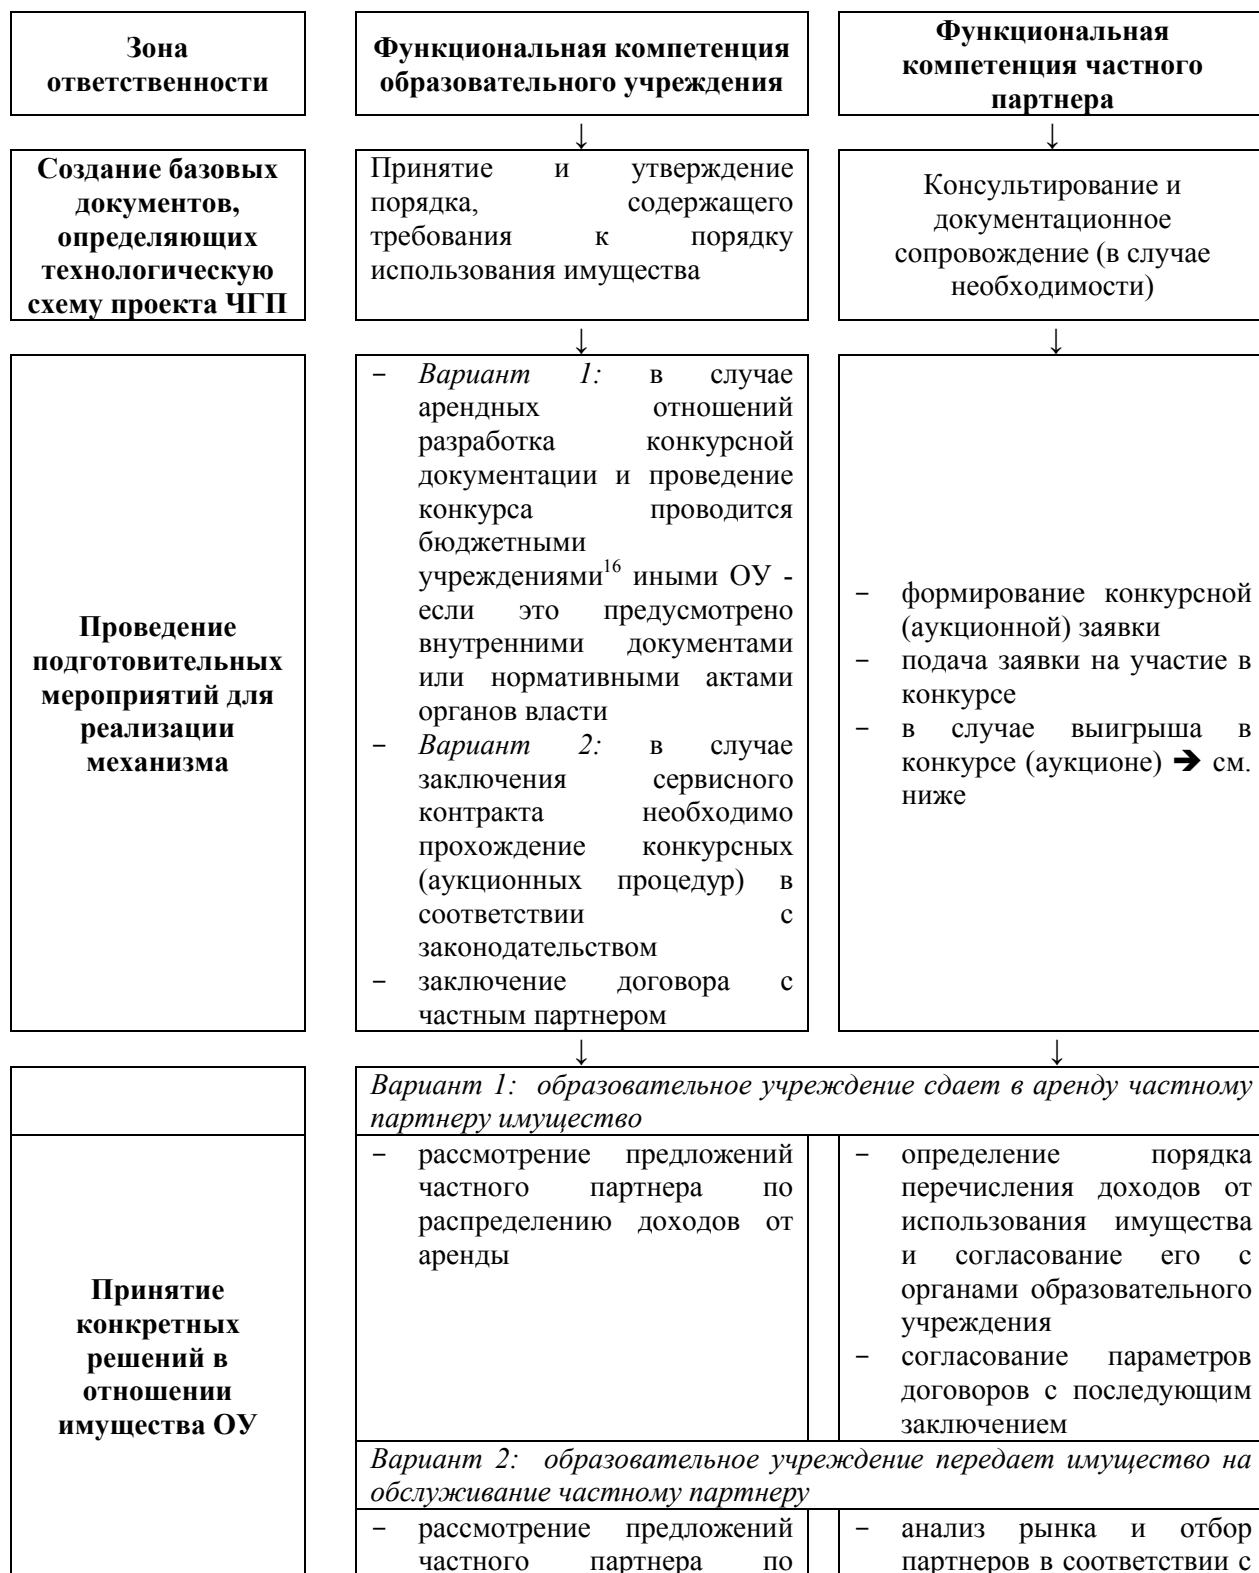 Зона
ответственности
Функциональная компетенция
образовательного учреждения
Функциональная
компетенция частного
партнера
↓
↓
Создание базовых
документов,
определяющих
технологическую
схему проекта ЧГП
Принятие и утверждение
порядка, содержащего
требования к порядку
использования имущества
Консультирование и
документационное
сопровождение (в случае
необходимости)
↓
↓
Проведение
подготовительных
мероприятий для
реализации
механизма
− Вариант 1: в случае
арендных отношений
разработка конкурсной
документации и проведение
конкурса проводится
бюджетными
учреждениями16 иными ОУ -
если это предусмотрено
внутренними документами
или нормативными актами
органов власти
− Вариант 2: в случае
заключения сервисного
контракта необходимо
прохождение конкурсных
(аукционных процедур) в
соответствии с
законодательством
− заключение договора с
частным партнером
− формирование конкурсной
(аукционной) заявки
− подача заявки на участие в
конкурсе
− в случае выигрыша в
конкурсе (аукционе) ➔ см.
ниже
↓
↓
Принятие
конкретных
решений в
отношении
имущества ОУ
Вариант 1: образовательное учреждение сдает в аренду частному
партнеру имущество
− рассмотрение предложений
частного партнера по
распределению доходов от
аренды
− определение порядка
перечисления доходов от
использования имущества
и согласование его с
органами образовательного
учреждения
− согласование параметров
договоров с последующим
заключением
Вариант 2: образовательное учреждение передает имущество на
обслуживание частному партнеру
− рассмотрение предложений
частного партнера по
− анализ рынка и отбор
партнеров в соответствии с